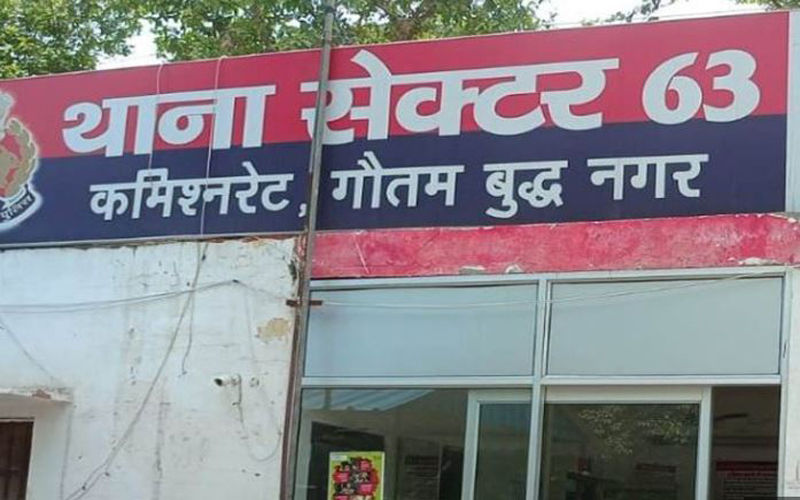 थाना सेक्टर 63
कमिश्नरेट, गौतम बुद्ध नगर
पुलिस